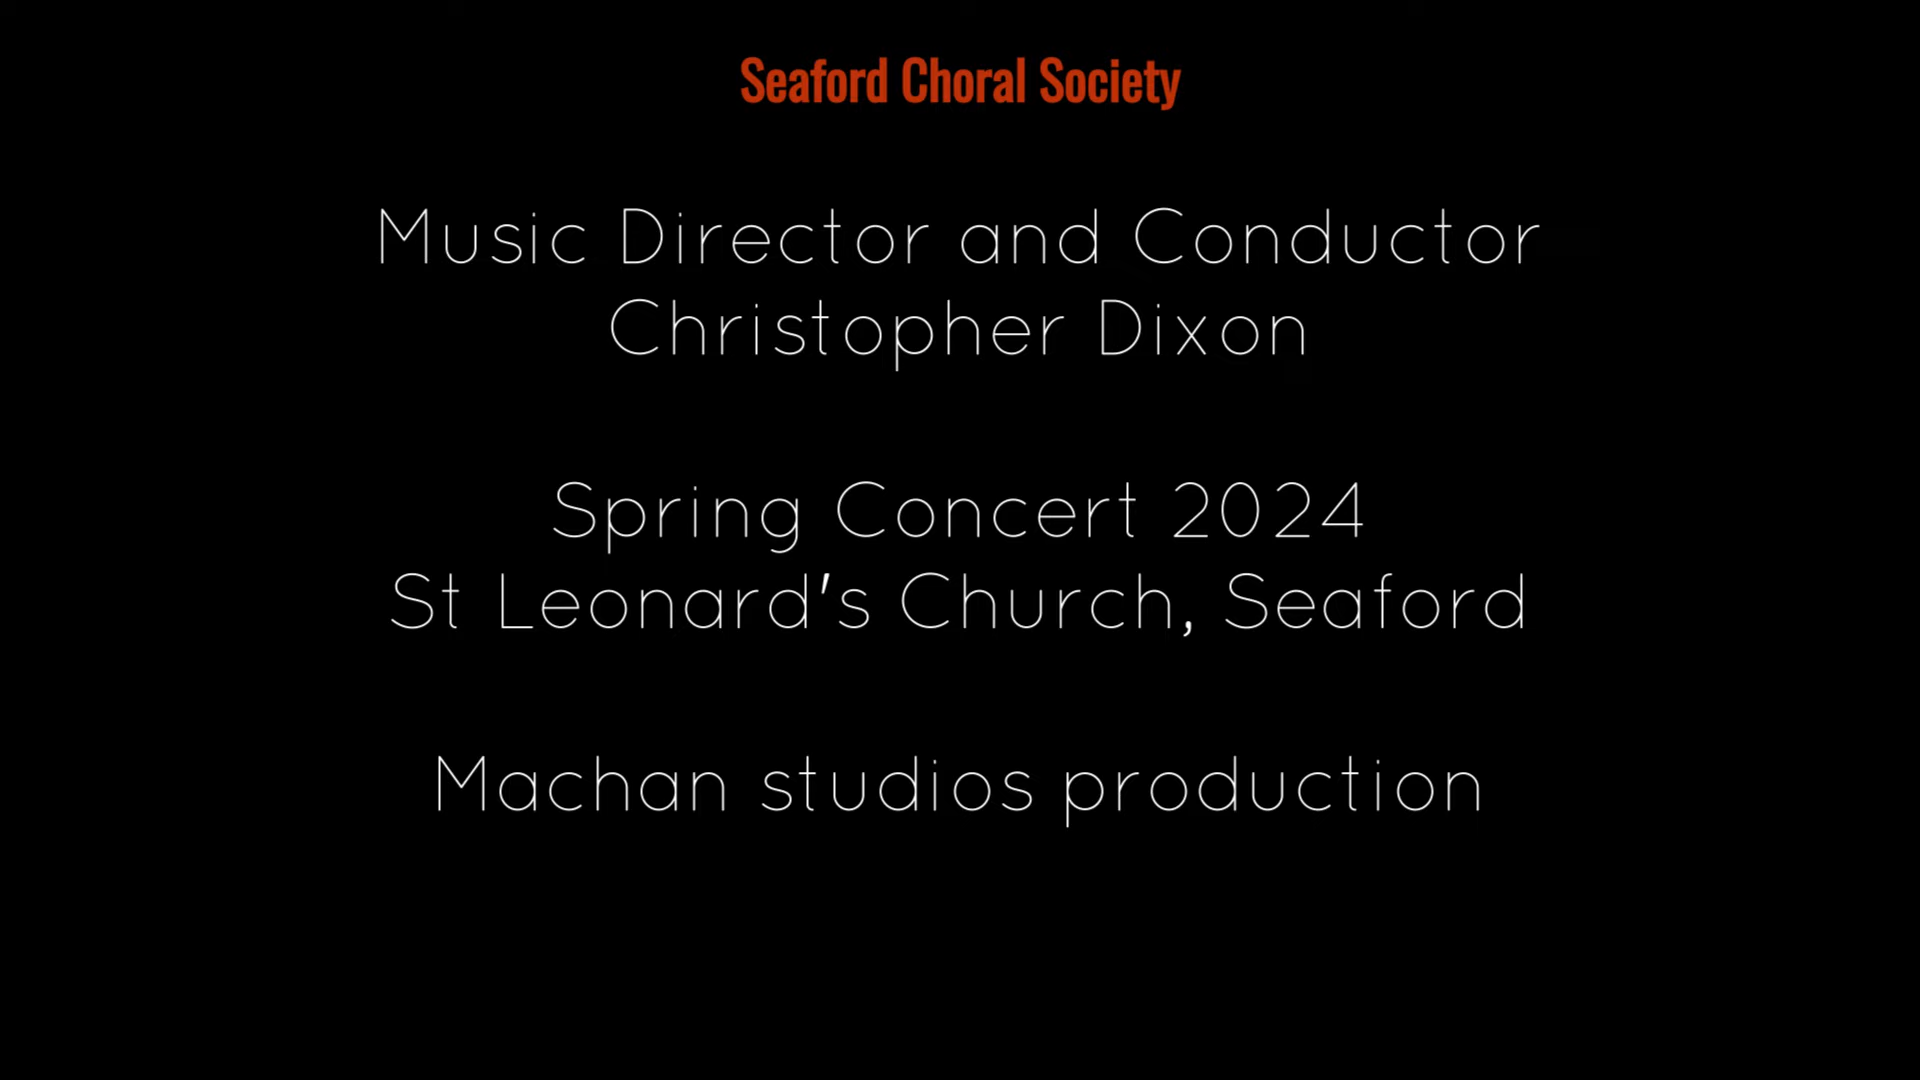 Seaford Choral Society
Music Director and Conductor
Christopher Dixon
Spring Concert 2024
St Leonard's Church, Seaford
Machan studios production